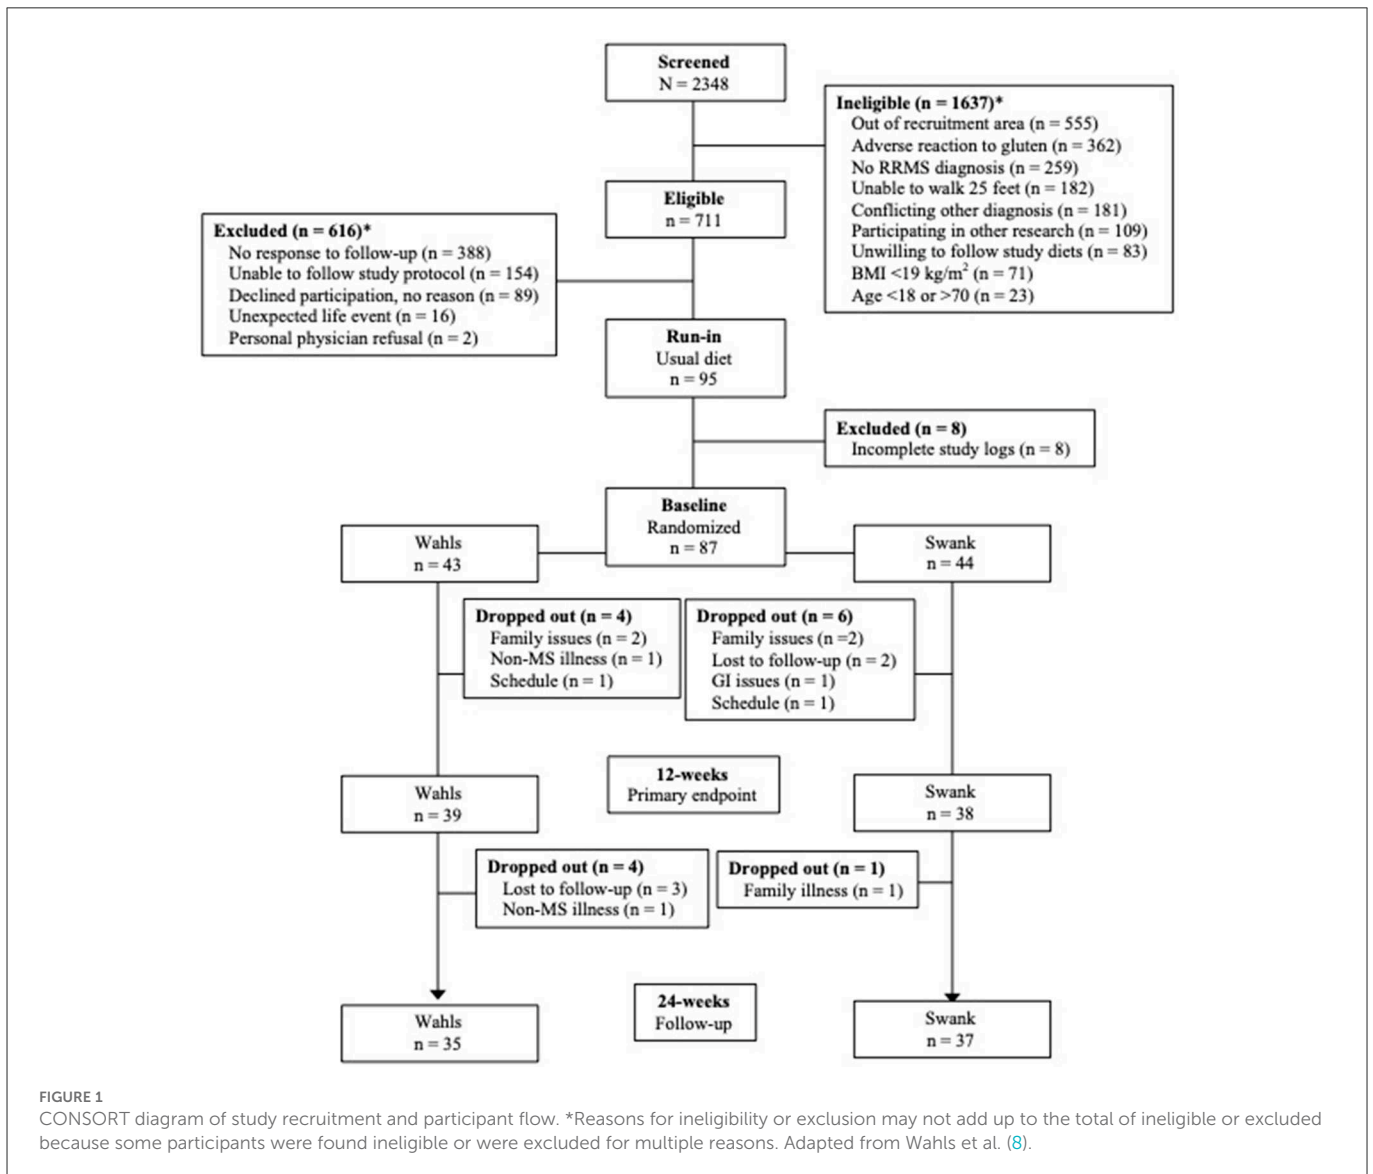 Screened
N = 2348
Ineligible (n = 1637)*
Out of recruitment area (n = 555)
Adverse reaction to gluten (n = 362)
No RRMS diagnosis (n = 259)
Unable to walk 25 feet (n = 182)
Conflicting other diagnosis (n = 181)
Participating in other research (n = 109)
Unwilling to follow study diets (n = 83)
BMI <19 kg/m² (n = 71)
Age <18 or >70 (n = 23)
Eligible
n = 711
Excluded (n = 616)*
No response to follow-up (n = 388)
Unable to follow study protocol (n = 154)
Declined participation, no reason (n = 89)
Unexpected life event (n = 16)
Personal physician refusal (n = 2)
Run-in
Usual diet
n = 95
Excluded (n = 8)
Incomplete study logs (n = 8)
Baseline
Randomized
n = 87
Wahls
n = 43
Swank
n = 44
Dropped out (n = 4)
Family issues (n = 2)
Non-MS illness (n = 1)
Schedule (n = 1)
Dropped out (n = 6)
Family issues (n =2)
Lost to follow-up (n = 2)
GI issues (n = 1)
Schedule (n = 1)
12-weeks
Primary endpoint
Wahls
n = 39
Swank
n = 38
Dropped out (n = 4)
Lost to follow-up (n = 3)
Non-MS illness (n = 1)
Dropped out (n = 1)
Family illness (n = 1)
24-weeks
Follow-up
Wahls
n = 35
Swank
n = 37
FIGURE 1
CONSORT diagram of study recruitment and participant flow. *Reasons for ineligibility or exclusion may not add up to the total of ineligible or excluded
because some participants were found ineligible or were excluded for multiple reasons. Adapted from Wahls et al. (8).